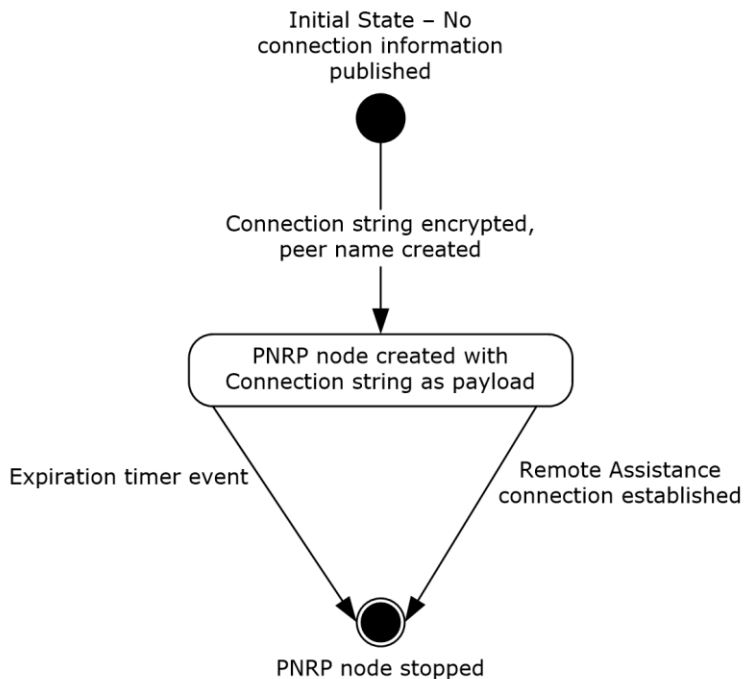 Initial State – No
connection information
published
Connection string encrypted,
peer name created
PNRP node created with
Connection string as payload
Expiration timer event
Remote Assistance
connection established
PNRP node stopped